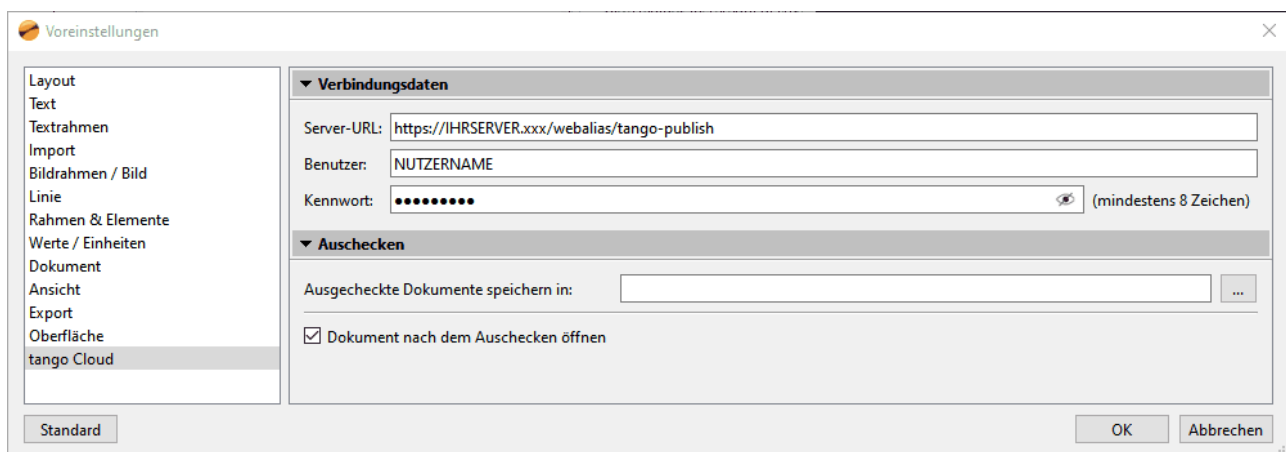 Voreinstellungen
Layout
Text
Textrahmen
Import
Bildrahmen / Bild
Linie
Rahmen & Elemente
Werte / Einheiten
Dokument
Ansicht
Export
Oberfläche
tango Cloud
Verbindungsdaten
Server-URL: https://IHRSERVER.xxx/webalias/tango-publish
Benutzer: NUTZERNAME
Kennwort: ●●●●●●●●● (mindestens 8 Zeichen)
Auschecken
Ausgecheckte Dokumente speichern in: ...
Dokument nach dem Auschecken öffnen
Standard OK Abbrechen